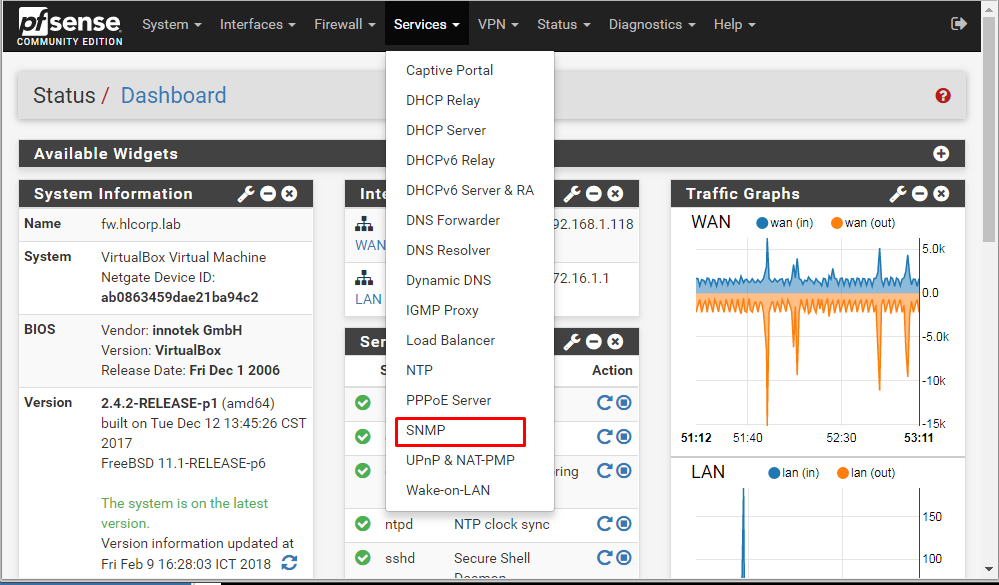 pfsense
COMMUNITY EDITION
System
Interfaces
Firewall
Services
VPN
Status
Diagnostics
Help
Captive Portal
DHCP Relay
DHCP Server
DHCPv6 Relay
DHCPv6 Server & RA
DNS Forwarder
DNS Resolver
Dynamic DNS
IGMP Proxy
Load Balancer
NTP
PPPoE Server
SNMP
UPnP & NAT-PMP
Wake-on-LAN
Status / Dashboard
Available Widgets
System Information
Name fw.hlcorp.lab
System VirtualBox Virtual Machine
Netgate Device ID:
ab0863459dae21ba94c2
BIOS Vendor: innotek GmbH
Version: VirtualBox
Release Date: Fri Dec 1 2006
Version 2.4.2-RELEASE-p1 (amd64)
built on Tue Dec 12 13:45:26 CST
2017
FreeBSD 11.1-RELEASE-p6
The system is on the latest
version.
Version information updated at
Fri Feb 9 16:28:03 ICT 2018
Inte
WAN 92.168.1.118
LAN 72.16.1.1
Ser
S Action
ring
ntpd NTP clock sync
sshd Secure Shell
Daemon
Traffic Graphs
WAN wan (in) wan (out)
5.0k
0.0
-5.0k
-10k
-15k
51:12 51:40 52:30 53:11
LAN lan (in) lan (out)
150
100